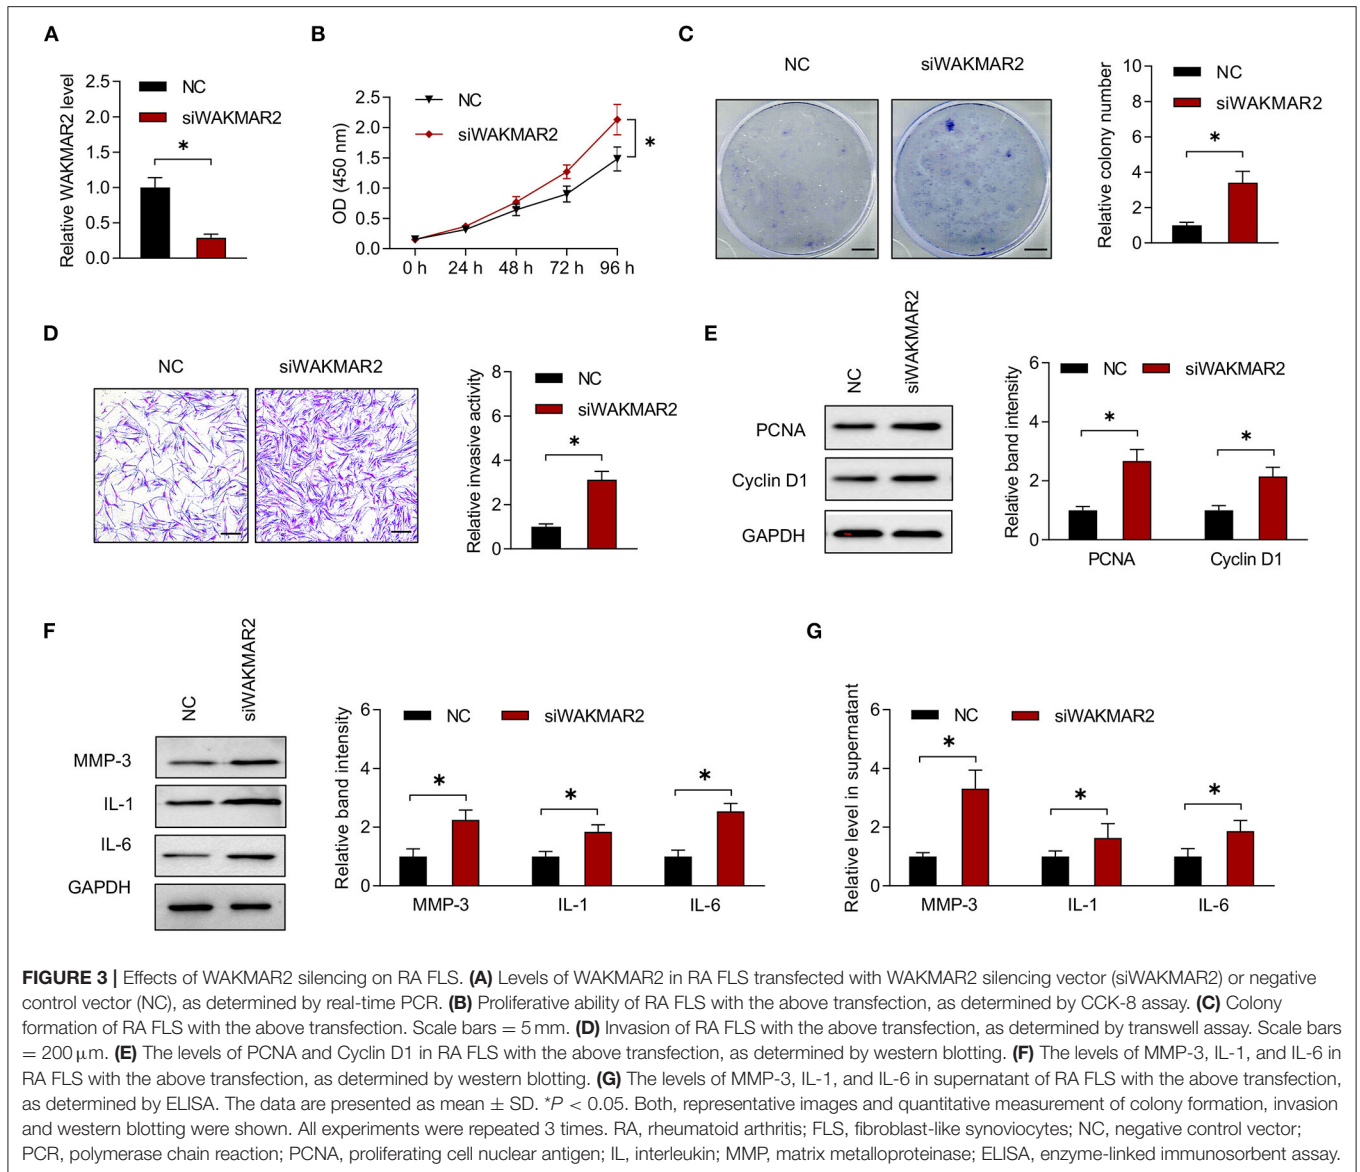 A
Relative WAKMAR2 level
2.5
2.0
1.5
1.0
0.5
0.0
NC
siWAKMAR2
*
B
OD (450 nm)
2.5
2.0
1.5
1.0
0.5
0.0
NC
siWAKMAR2
*
0 h 24 h 48 h 72 h 96 h
C
NC siWAKMAR2
Relative colony number
10
8
6
4
2
0
NC
siWAKMAR2
*
D
NC siWAKMAR2
Relative invasive activity
8
6
4
2
0
NC
siWAKMAR2
*
E
NC siWAKMAR2
PCNA
Cyclin D1
GAPDH
Relative band intensity
6
4
2
0
NC siWAKMAR2
* *
PCNA Cyclin D1
F
NC siWAKMAR2
MMP-3
IL-1
IL-6
GAPDH
Relative band intensity
6
4
2
0
NC siWAKMAR2
* * *
MMP-3 IL-1 IL-6
G
Relative level in supernatant
6
4
2
0
NC siWAKMAR2
* * *
MMP-3 IL-1 IL-6
FIGURE 3 | Effects of WAKMAR2 silencing on RA FLS. (A) Levels of WAKMAR2 in RA FLS transfected with WAKMAR2 silencing vector (siWAKMAR2) or negative
control vector (NC), as determined by real-time PCR. (B) Proliferative ability of RA FLS with the above transfection, as determined by CCK-8 assay. (C) Colony
formation of RA FLS with the above transfection. Scale bars = 5 mm. (D) Invasion of RA FLS with the above transfection, as determined by transwell assay. Scale bars
= 200 μm. (E) The levels of PCNA and Cyclin D1 in RA FLS with the above transfection, as determined by western blotting. (F) The levels of MMP-3, IL-1, and IL-6 in
RA FLS with the above transfection, as determined by western blotting. (G) The levels of MMP-3, IL-1, and IL-6 in supernatant of RA FLS with the above transfection,
as determined by ELISA. The data are presented as mean ± SD. *P < 0.05. Both, representative images and quantitative measurement of colony formation, invasion
and western blotting were shown. All experiments were repeated 3 times. RA, rheumatoid arthritis; FLS, fibroblast-like synoviocytes; NC, negative control vector;
PCR, polymerase chain reaction; PCNA, proliferating cell nuclear antigen; IL, interleukin; MMP, matrix metalloproteinase; ELISA, enzyme-linked immunosorbent assay.